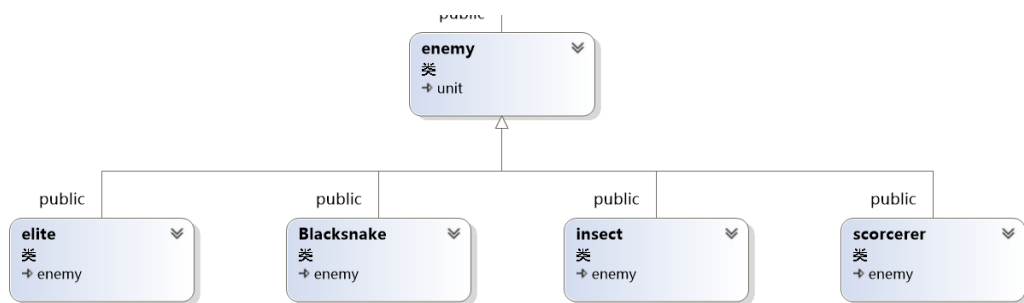 public
enemy
类
unit
public
public
public
public
elite
Blacksnake
insect
scorcerer
类
类
类
类
enemy
enemy
enemy
enemy